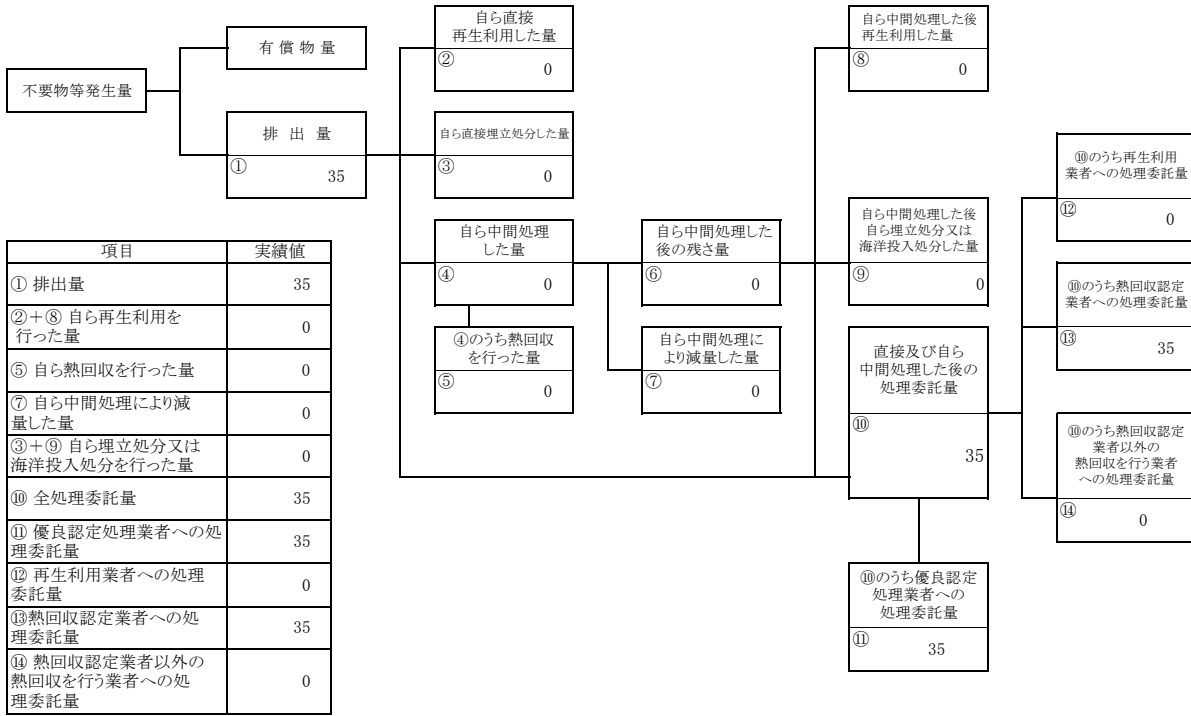 不要物等発生量
有 償 物 量
排 出 量
①
35
自ら直接
再生利用した量
②
0
自ら直接埋立処分した量
③
0
自ら中間処理
した量
④
0
④のうち熱回収
を行った量
⑤
0
自ら中間処理した
後の残さ量
⑥
0
自ら中間処理に
より減量した量
⑦
0
自ら中間処理した後
再生利用した量
⑧
0
自ら中間処理した後
自ら埋立処分又は
海洋投入処分した量
⑨
0
直接及び自ら
中間処理した後の
処理委託量
⑩
35
⑩のうち優良認定
処理業者への
処理委託量
⑪
35
⑩のうち再生利用
業者への処理委託量
⑫
0
⑩のうち熱回収認定
業者への処理委託量
⑬
35
⑩のうち熱回収認定
業者以外の
熱回収を行う業者
への処理委託量
⑭
0
項目 実績値
① 排出量 35
②+⑧ 自ら再生利用を
行った量 0
⑤ 自ら熱回収を行った量 0
⑦ 自ら中間処理により減
量した量 0
③+⑨ 自ら埋立処分又は
海洋投入処分を行った量 0
⑩ 全処理委託量 35
⑪ 優良認定処理業者への処
理委託量 35
⑫ 再生利用業者への処理
委託量 0
⑬熱回収認定業者への処
理委託量 35
⑭ 熱回収認定業者以外の
熱回収を行う業者への処
理委託量 0